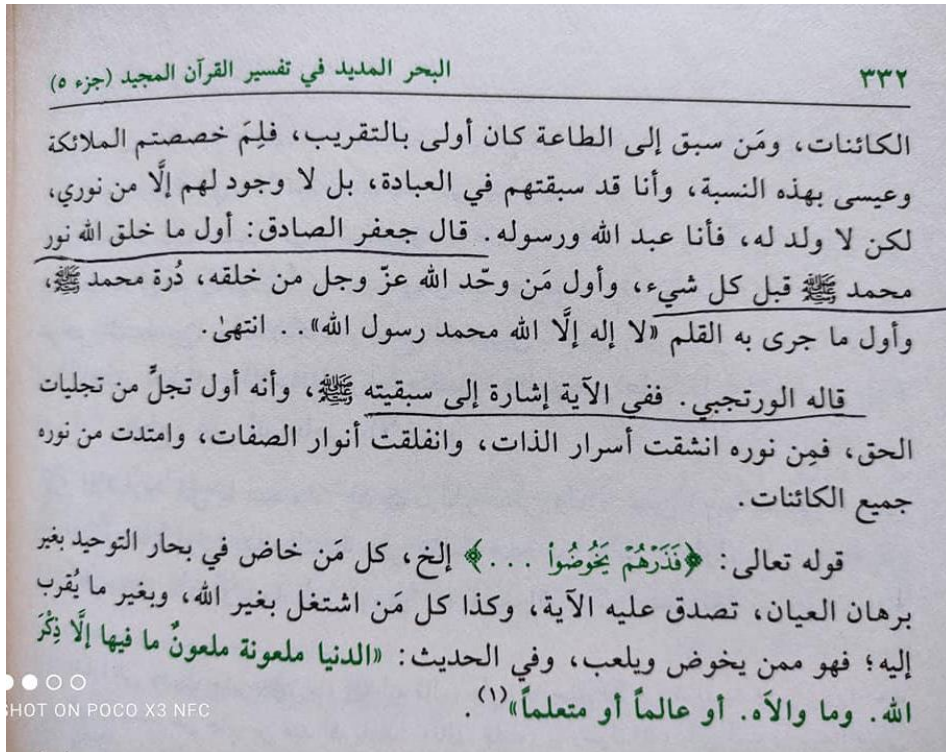 ٣٣٢ البحر المديد في تفسير القرآن المجيد (جزء ٥)
الكائنات، ومَن سبق إلى الطاعة كان أولى بالتقريب، فلِمَ خصصتم الملائكة
وعيسى بهذه النسبة، وأنا قد سبقتهم في العبادة، بل لا وجود لهم إلَّا من نوري،
لكن لا ولد له، فأنا عبد الله ورسوله. قال جعفر الصادق: أول ما خلق الله نور
محمد ﷺ قبل كل شيء، وأول مَن وحّد الله عزّ وجل من خلقه، دُرة محمد ﷺ،
وأول ما جرى به القلم «لا إله إلَّا الله محمد رسول الله».. انتهىٰ.
قاله الورتجبي. ففي الآية إشارة إلى سبقيته ﷺ، وأنه أول تجلٍّ من تجليات
الحق، فمِن نوره انشقت أسرار الذات، وانفلقت أنوار الصفات، وامتدت من نوره
جميع الكائنات.
قوله تعالى: ﴿فَذَرْهُمْ يَخُوضُواْ ...﴾ إلخ، كل مَن خاض في بحار التوحيد بغير
برهان العيان، تصدق عليه الآية، وكذا كل مَن اشتغل بغير الله، وبغير ما يُقرب
إليه؛ فهو ممن يخوض ويلعب، وفي الحديث: «الدنيا ملعونة ملعونٌ ما فيها إلَّا ذِكْرَ
الله. وما والاَه. أو عالماً أو متعلماً»(١).
SHOT ON POCO X3 NFC